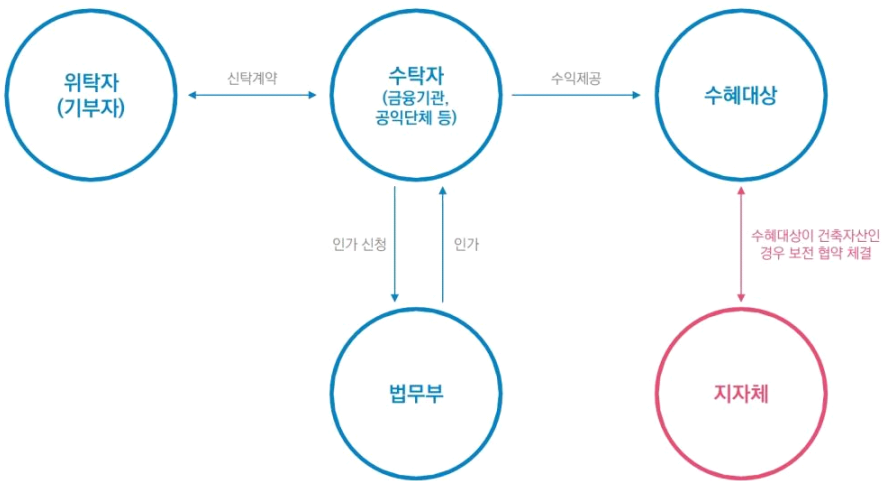 위탁자
(기부자)
신탁계약
수탁자
(금융기관,
공익단체 등)
수익제공
수혜대상
인가 신청
인가
수혜대상이 건축자산인
경우 보전 협약 체결
법무부
지자체